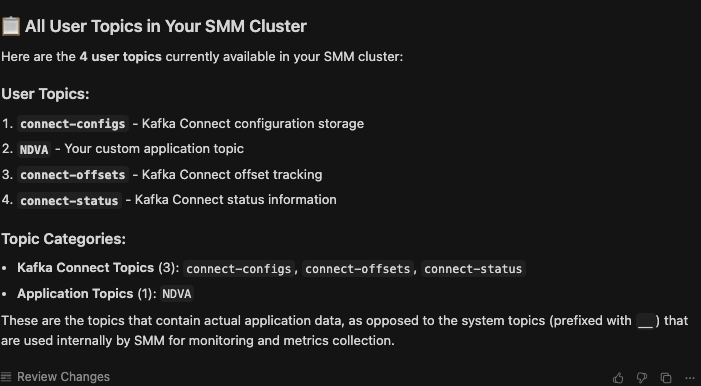 📋 All User Topics in Your SMM Cluster
Here are the 4 user topics currently available in your SMM cluster:
User Topics:
1. connect-configs - Kafka Connect configuration storage
2. NDVA - Your custom application topic
3. connect-offsets - Kafka Connect offset tracking
4. connect-status - Kafka Connect status information
Topic Categories:
• Kafka Connect Topics (3): connect-configs, connect-offsets, connect-status
• Application Topics (1): NDVA
These are the topics that contain actual application data, as opposed to the system topics (prefixed with __) that
are used internally by SMM for monitoring and metrics collection.
Review Changes